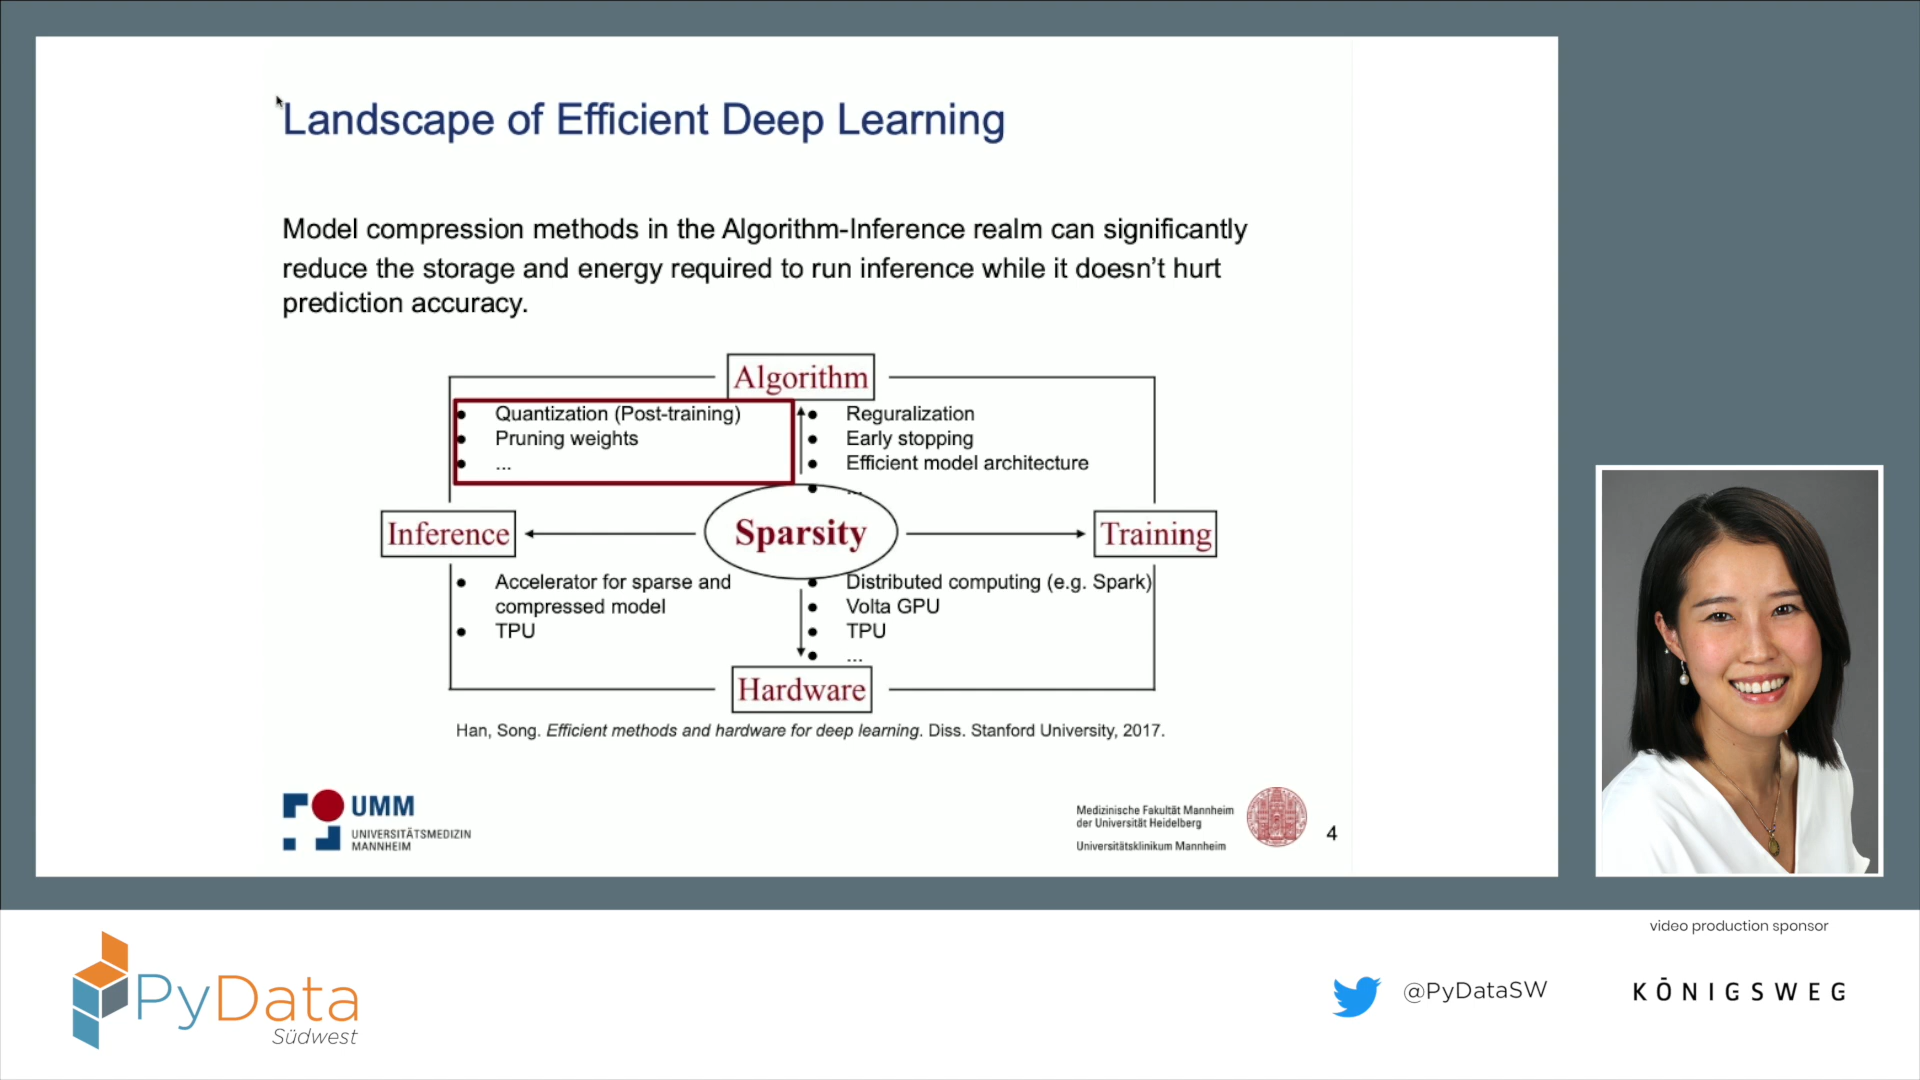 Landscape of Efficient Deep Learning
Model compression methods in the Algorithm-Inference realm can significantly
reduce the storage and energy required to run inference while it doesn't hurt
prediction accuracy.
Algorithm
Quantization (Post-training)
Pruning weights
...
Reguralization
Early stopping
Efficient model architecture
...
Inference
Sparsity
Training
Accelerator for sparse and
compressed model
TPU
Distributed computing (e.g. Spark)
Volta GPU
TPU
...
Hardware
Han, Song. Efficient methods and hardware for deep learning. Diss. Stanford University, 2017.
UMM
UNIVERSITÄTSMEDIZIN
MANNHEIM
Medizinische Fakultät Mannheim
der Universität Heidelberg
Universitätsklinikum Mannheim
4
video production sponsor
PyData
Südwest
@PyDataSW
KŌNIGSWEG